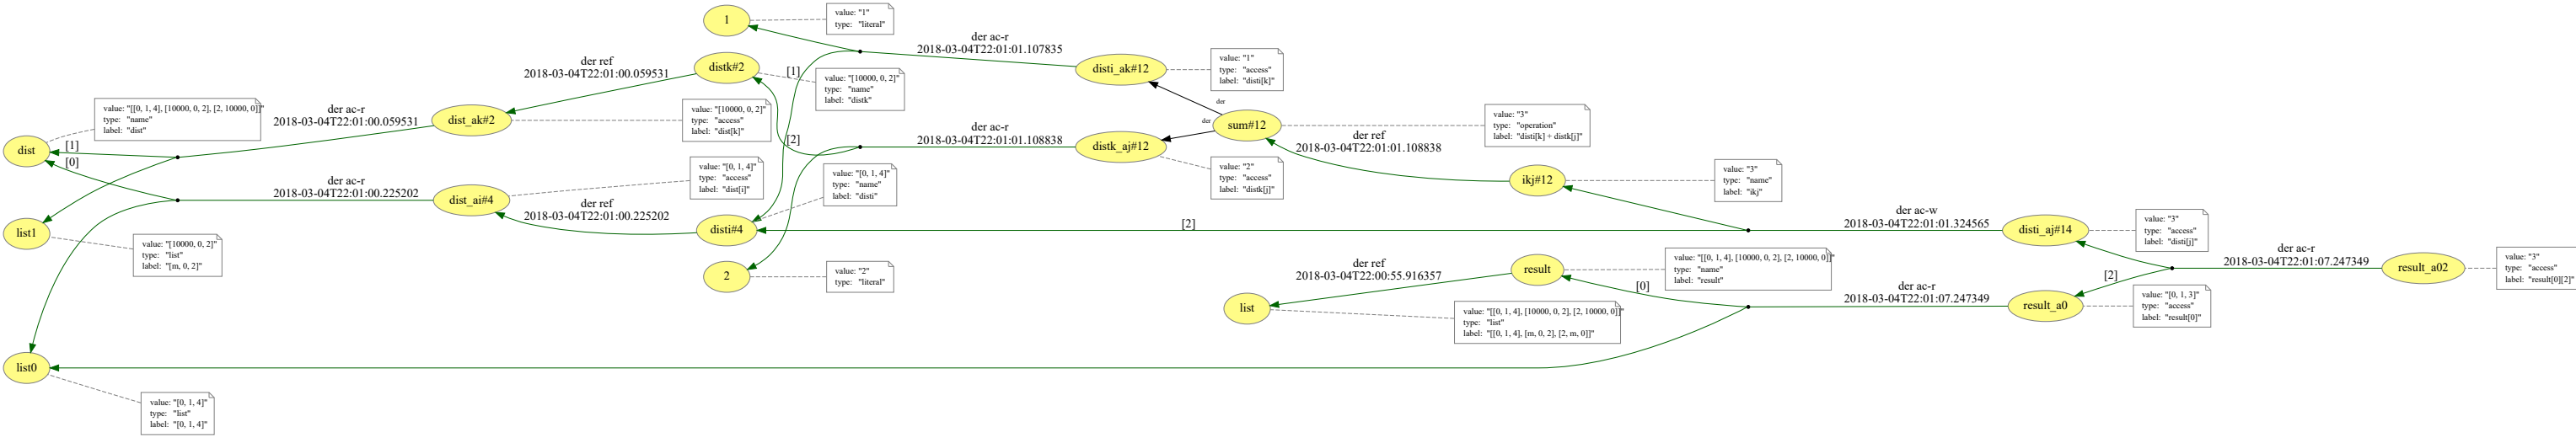 1
value: "1"
type: "literal"
der ac-r
2018-03-04T22:01:01.107835
disti_ak#12
value: "1"
type: "access"
label: "disti[k]"
der ref
2018-03-04T22:01:00.059531
distk#2
[1]
value: "[10000, 0, 2]"
type: "name"
label: "distk"
value: "[[0, 1, 4], [10000, 0, 2], [2, 10000, 0]]"
type: "name"
label: "dist"
der ac-r
2018-03-04T22:01:00.059531
dist_ak#2
value: "[10000, 0, 2]"
type: "access"
label: "dist[k]"
der
der
sum#12
value: "3"
type: "operation"
label: "disti[k] + distk[j]"
dist
[1]
[0]
[2]
der ac-r
2018-03-04T22:01:01.108838
distk_aj#12
value: "2"
type: "access"
label: "distk[j]"
der ref
2018-03-04T22:01:01.108838
ikj#12
value: "3"
type: "name"
label: "ikj"
der ac-r
2018-03-04T22:01:00.225202
dist_ai#4
value: "[0, 1, 4]"
type: "access"
label: "dist[i]"
value: "[0, 1, 4]"
type: "name"
label: "disti"
der ref
2018-03-04T22:01:00.225202
disti#4
[2]
der ac-w
2018-03-04T22:01:01.324565
disti_aj#14
value: "3"
type: "access"
label: "disti[j]"
list1
value: "[10000, 0, 2]"
type: "list"
label: "[m, 0, 2]"
2
value: "2"
type: "literal"
der ref
2018-03-04T22:00:55.916357
result
value: "[[0, 1, 4], [10000, 0, 2], [2, 10000, 0]]"
type: "name"
label: "result"
der ac-r
2018-03-04T22:01:07.247349
result_a02
value: "3"
type: "access"
label: "result[0][2]"
[2]
[0]
der ac-r
2018-03-04T22:01:07.247349
result_a0
value: "[0, 1, 3]"
type: "access"
label: "result[0]"
list
value: "[[0, 1, 4], [10000, 0, 2], [2, 10000, 0]]"
type: "list"
label: "[[0, 1, 4], [m, 0, 2], [2, m, 0]]"
list0
value: "[0, 1, 4]"
type: "list"
label: "[0, 1, 4]"